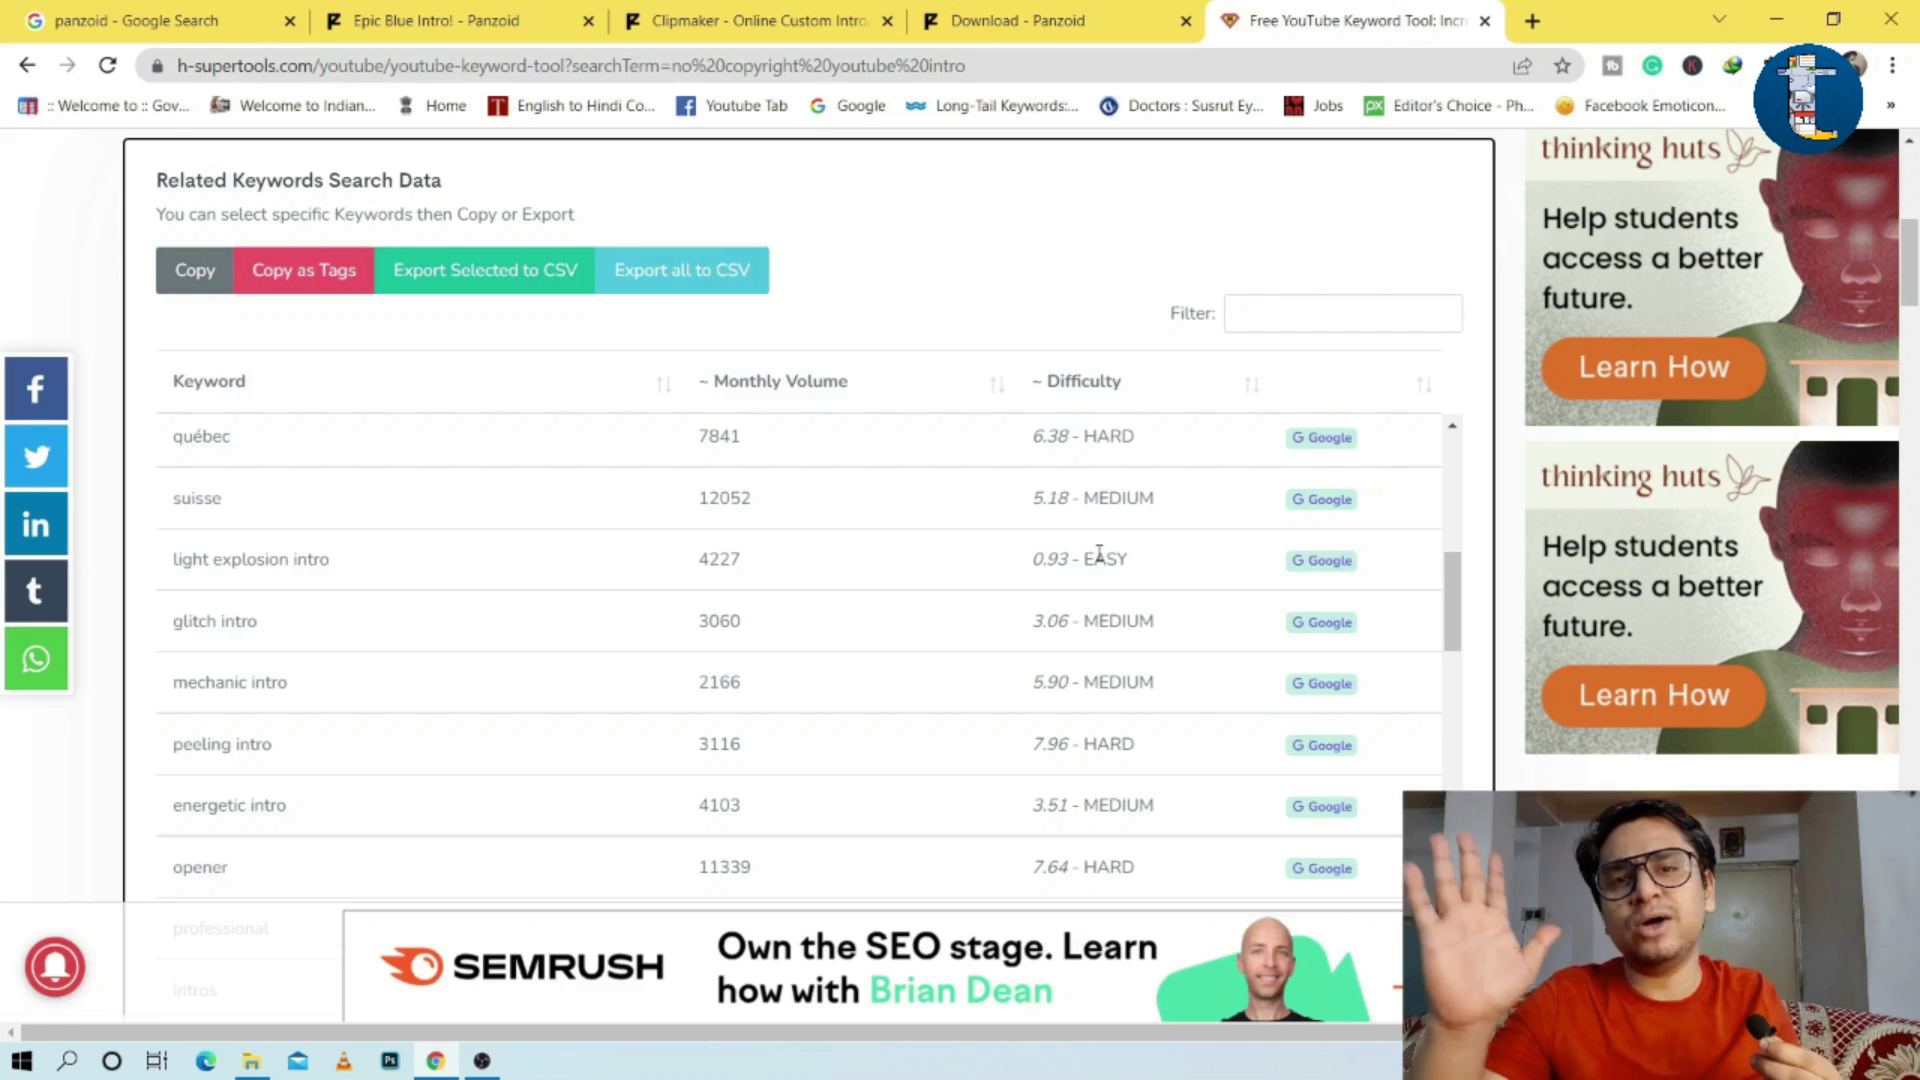 panzoid - Google Search
Epic Blue Intro! - Panzoid
Clipmaker - Online Custom Intro
Download - Panzoid
Free YouTube Keyword Tool: Incr
h-supertools.com/youtube/youtube-keyword-tool?searchTerm=no%20copyright%20youtube%20intro
:: Welcome to :: Gov...
Welcome to Indian...
Home
English to Hindi Co...
Youtube Tab
Google
Long-Tail Keywords:...
Doctors : Susrut Ey...
Jobs
Editor's Choice - Ph...
Facebook Emoticon...
Related Keywords Search Data
You can select specific Keywords then Copy or Export
Copy
Copy as Tags
Export Selected to CSV
Export all to CSV
Filter:
Keyword ~ Monthly Volume ~ Difficulty
québec 7841 6.38 - HARD G Google
suisse 12052 5.18 - MEDIUM G Google
light explosion intro 4227 0.93 - EASY G Google
glitch intro 3060 3.06 - MEDIUM G Google
mechanic intro 2166 5.90 - MEDIUM G Google
peeling intro 3116 7.96 - HARD G Google
energetic intro 4103 3.51 - MEDIUM G Google
opener 11339 7.64 - HARD G Google
professional
intros
thinking huts
Help students
access a better
future.
Learn How
thinking huts
Help students
access a better
future.
Learn How
SEMRUSH
Own the SEO stage. Learn
how with Brian Dean